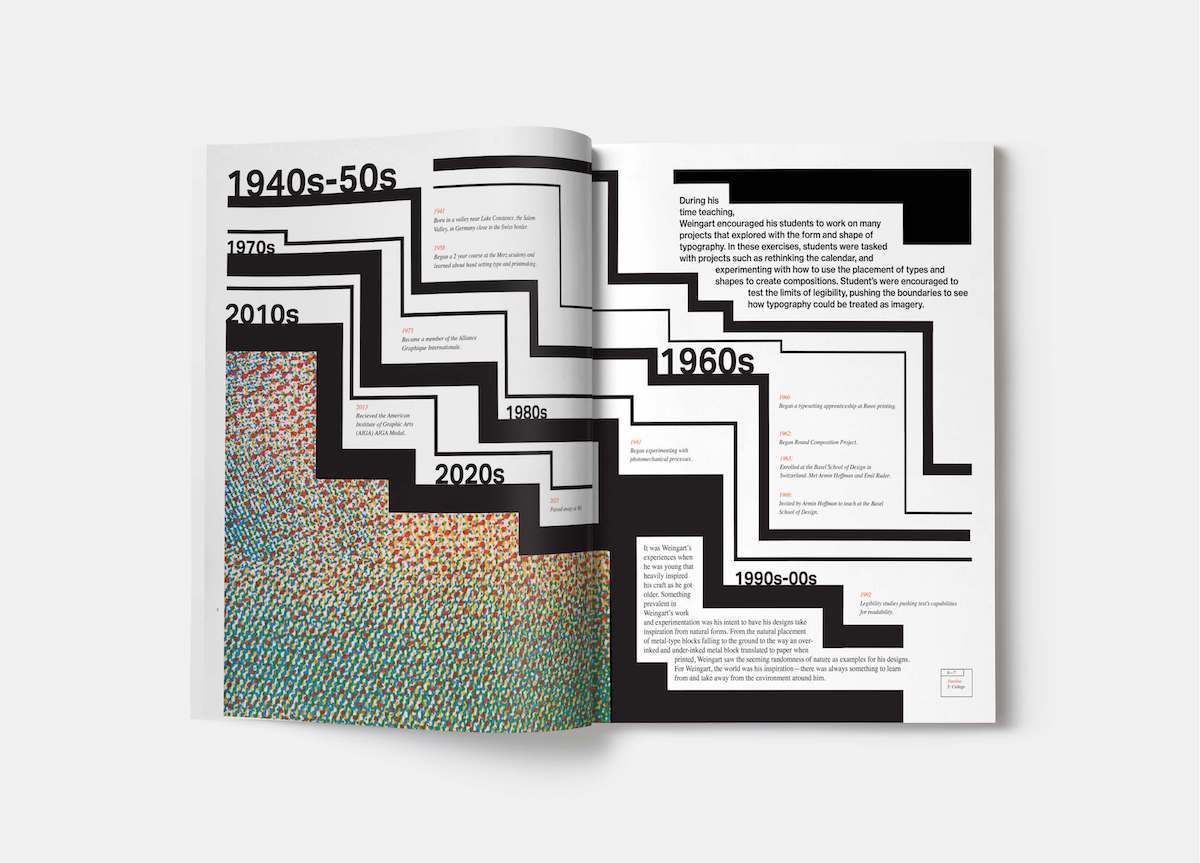 1940s-50s
1941
Born in a valley near Lake Constance, the Salem
Valley, in Germany close to the Swiss border.
1958
Began a 2 year course at the Merz academy and
learned about hand setting type and printmaking.
1970s
1975
Became a member of the Alliance
Graphique Internationale.
2010s
2013
Recieved the American
Institute of Graphic Arts
(AIGA) AIGA Medal.
1980s
2020s
2021
Passed away at 80.
During his
time teaching,
Weingart encouraged his students to work on many
projects that explored with the form and shape of
typography. In these exercises, students were tasked
with projects such as rethinking the calendar, and
experimenting with how to use the placement of types and
shapes to create compositions. Student's were encouraged to
test the limits of legibility, pushing the boundaries to see
how typography could be treated as imagery.
1960s
1960
Began a typesetting apprenticeship at Ruwe printing.
1962:
Began Round Composition Project.
1963:
Enrolled at the Basel School of Design in
Switzerland. Met Armin Hoffman and Emil Ruder.
1968:
Invited by Armin Hoffman to teach at the Basel
School of Design.
Began experimenting with
photomechanical processes.
It was Weingart's
experiences when
he was young that
heavily inspired
his craft as he got
older. Something
prevalent in
Weingart's work
and experimentation was his intent to have his designs take
inspiration from natural forms. From the natural placement
of metal-type blocks falling to the ground to the way an over-
inked and under-inked metal block translated to paper when
printed, Weingart saw the seeming randomness of nature as examples for his designs.
For Weingart, the world was his inspiration—there was always something to learn
from and take away from the environment around him.
1990s-00s
1992
Legibility studies pushing text's capabilities
for readability.
6—7
Timeline
5: College